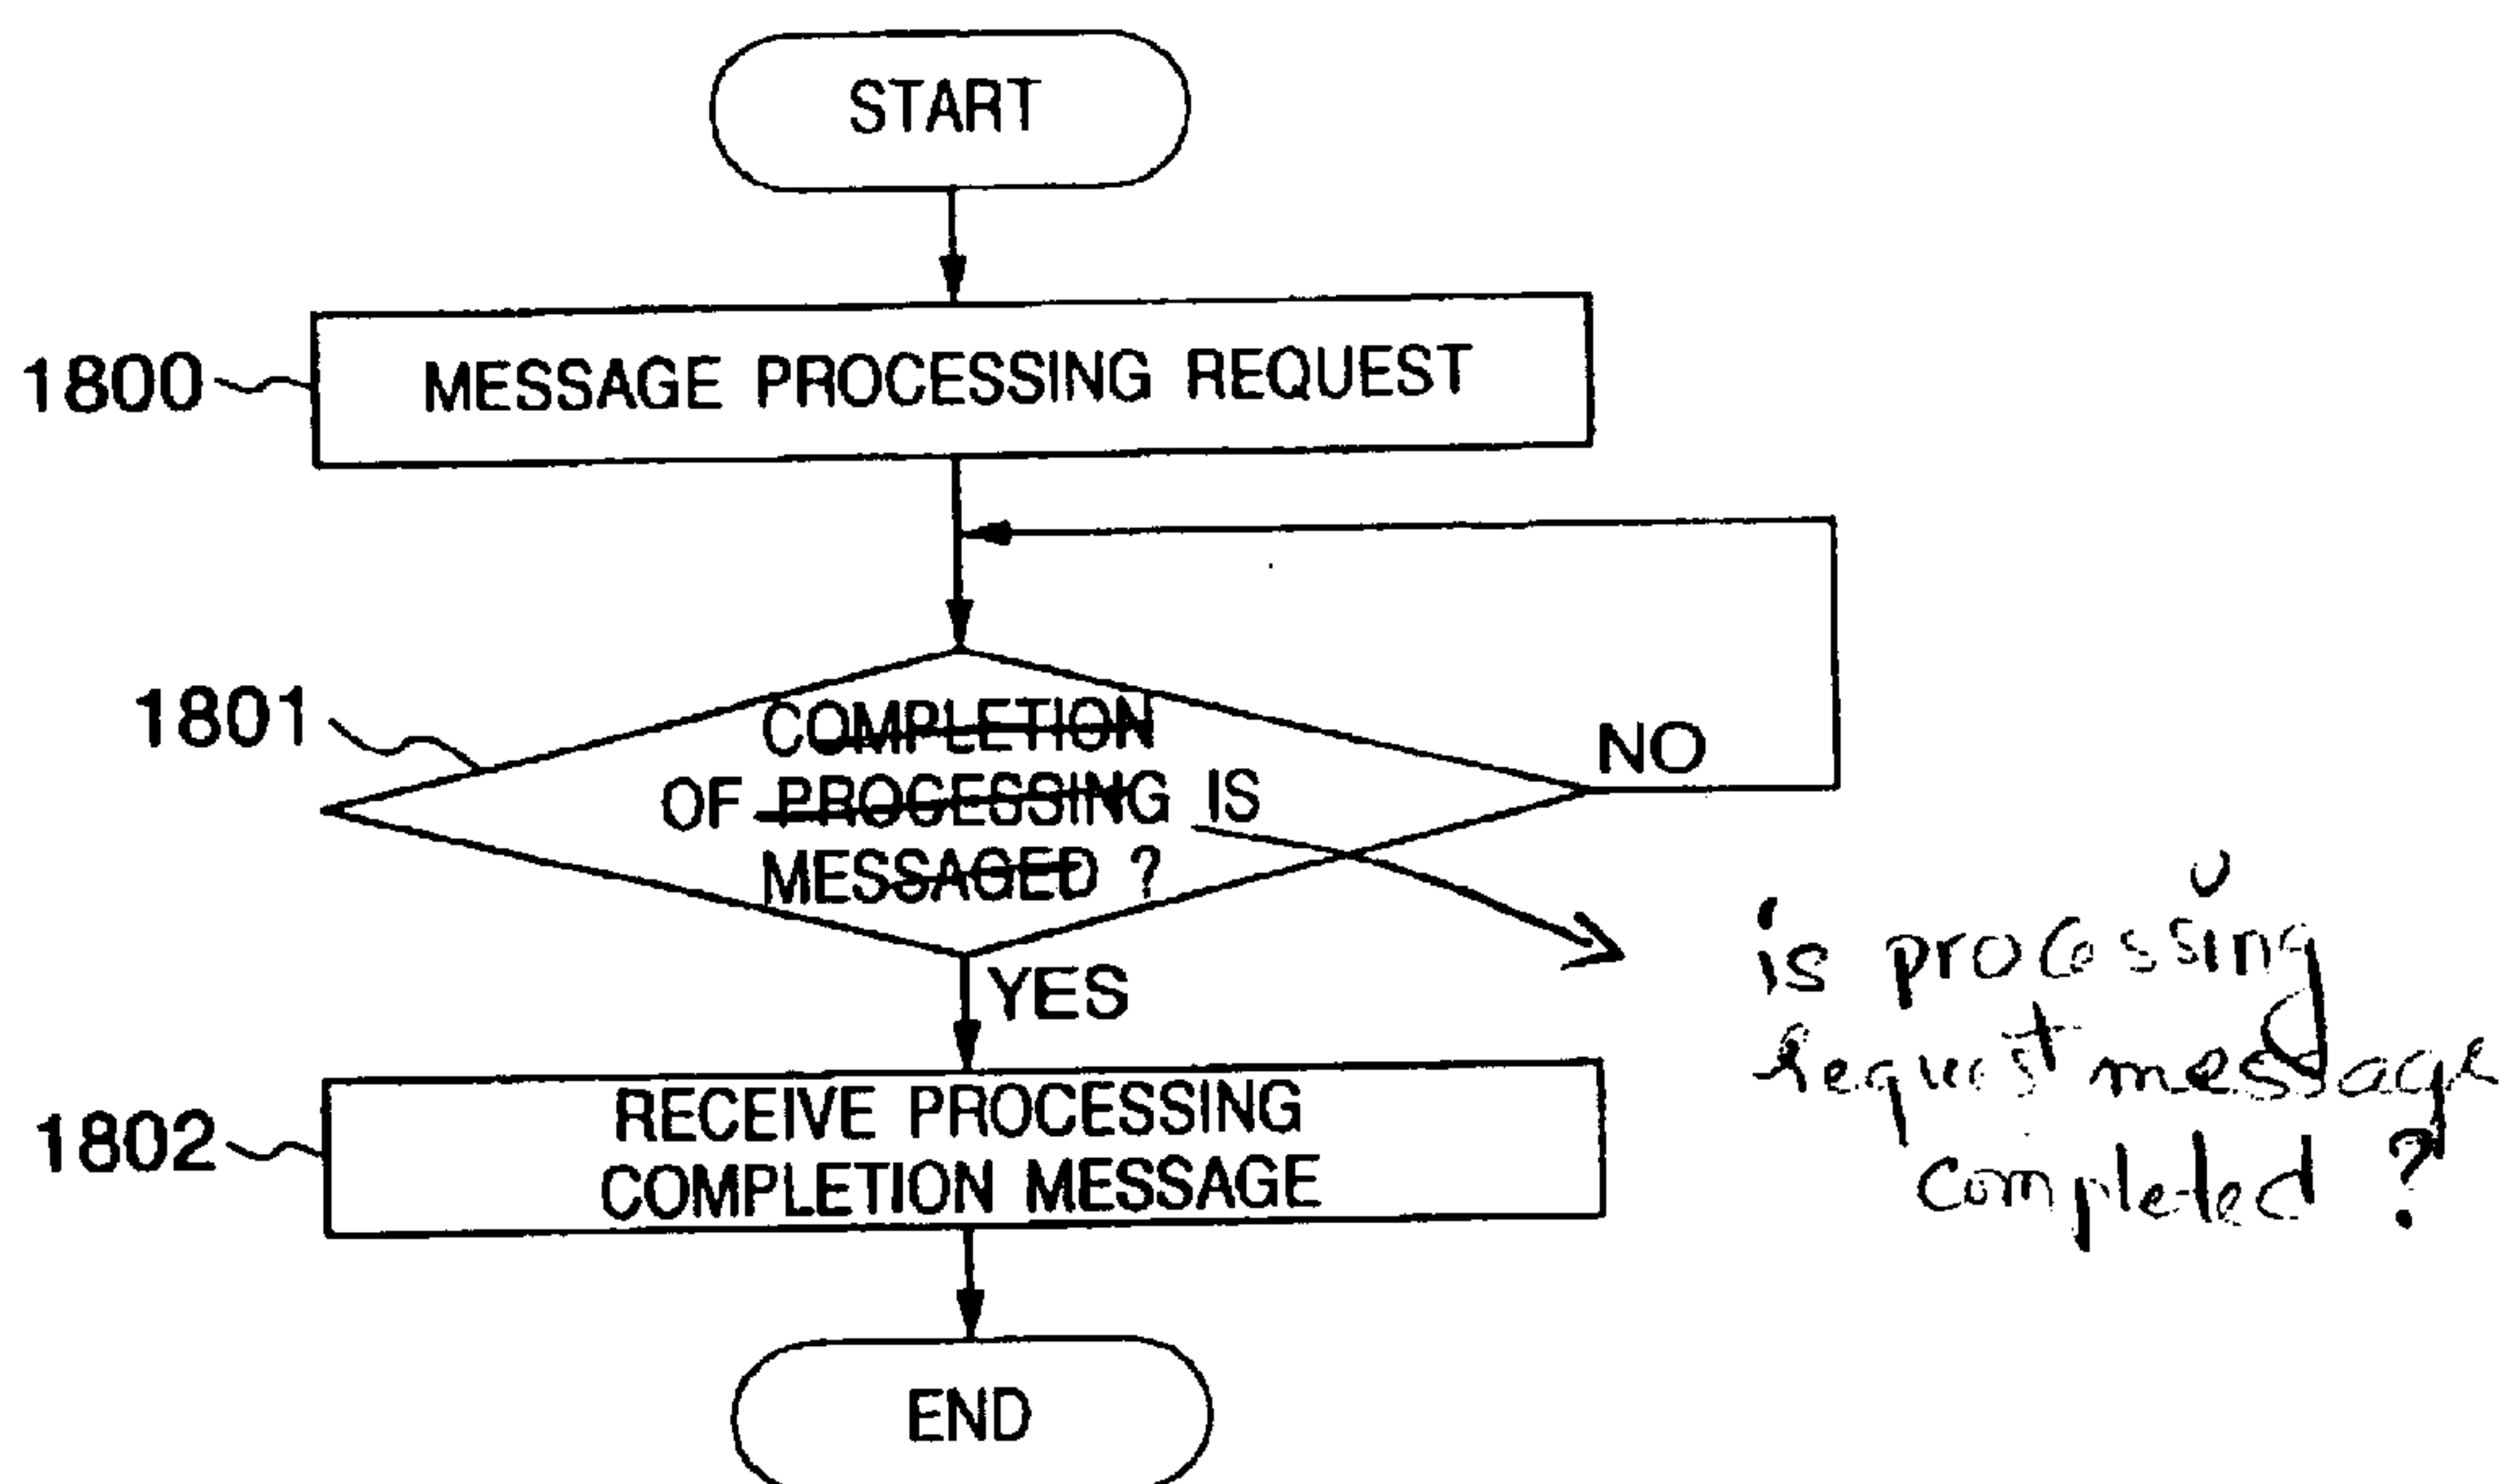 START
1800
MESSAGE PROCESSING REQUEST
1801
COMPLETION
OF PROCESSING IS
MESSAGED ?
NO
YES
is processing
request message
completed ?
1802
RECEIVE PROCESSING
COMPLETION MESSAGE
END